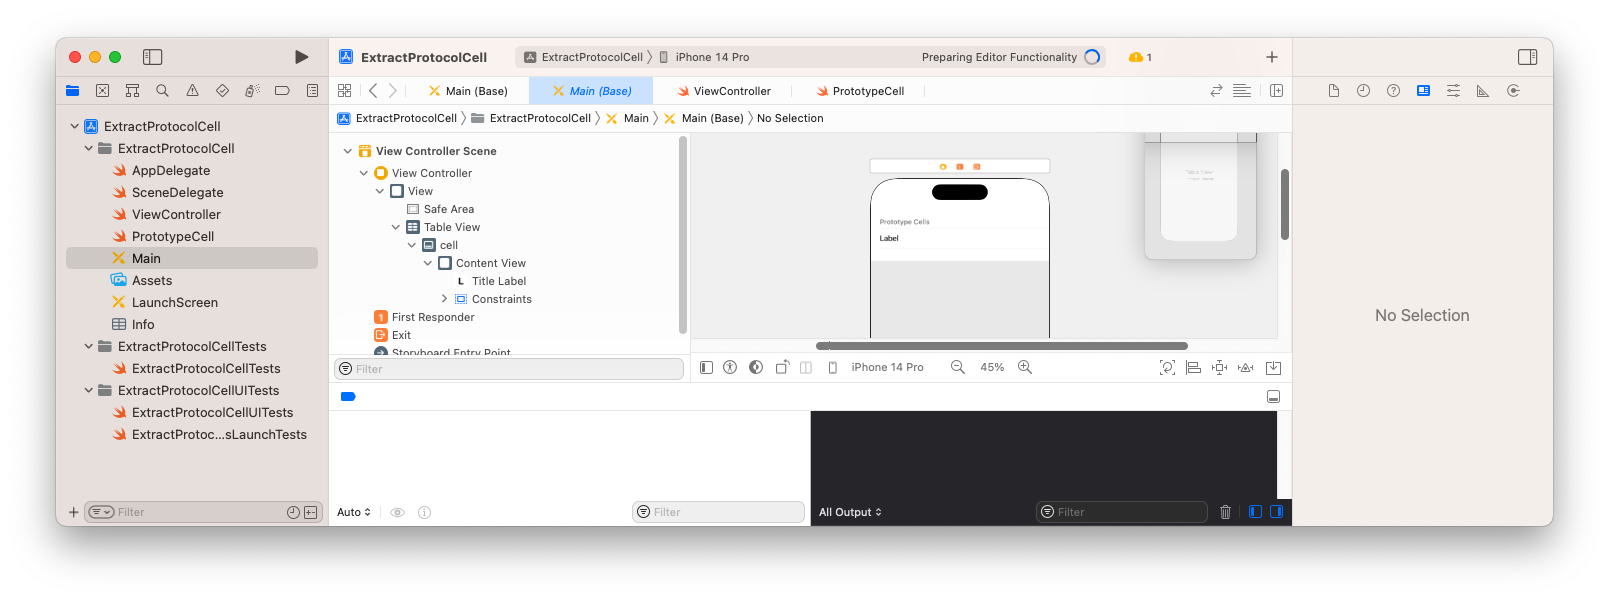 ExtractProtocolCell
ExtractProtocolCell
iPhone 14 Pro
Preparing Editor Functionality
1
Main (Base)
Main (Base)
ViewController
PrototypeCell
ExtractProtocolCell
ExtractProtocolCell
Main
Main (Base)
No Selection
ExtractProtocolCell
ExtractProtocolCell
AppDelegate
SceneDelegate
ViewController
PrototypeCell
Main
Assets
LaunchScreen
Info
ExtractProtocolCellTests
ExtractProtocolCellTests
ExtractProtocolCellUITests
ExtractProtocolCellUITests
ExtractProtoc...sLaunchTests
Filter
View Controller Scene
View Controller
View
Safe Area
Table View
cell
Content View
L Title Label
Constraints
1 First Responder
Exit
Storyboard Entry Point
Filter
Prototype Cells
Label
Table View
iPhone 14 Pro
45%
Auto
Filter
All Output
Filter
No Selection